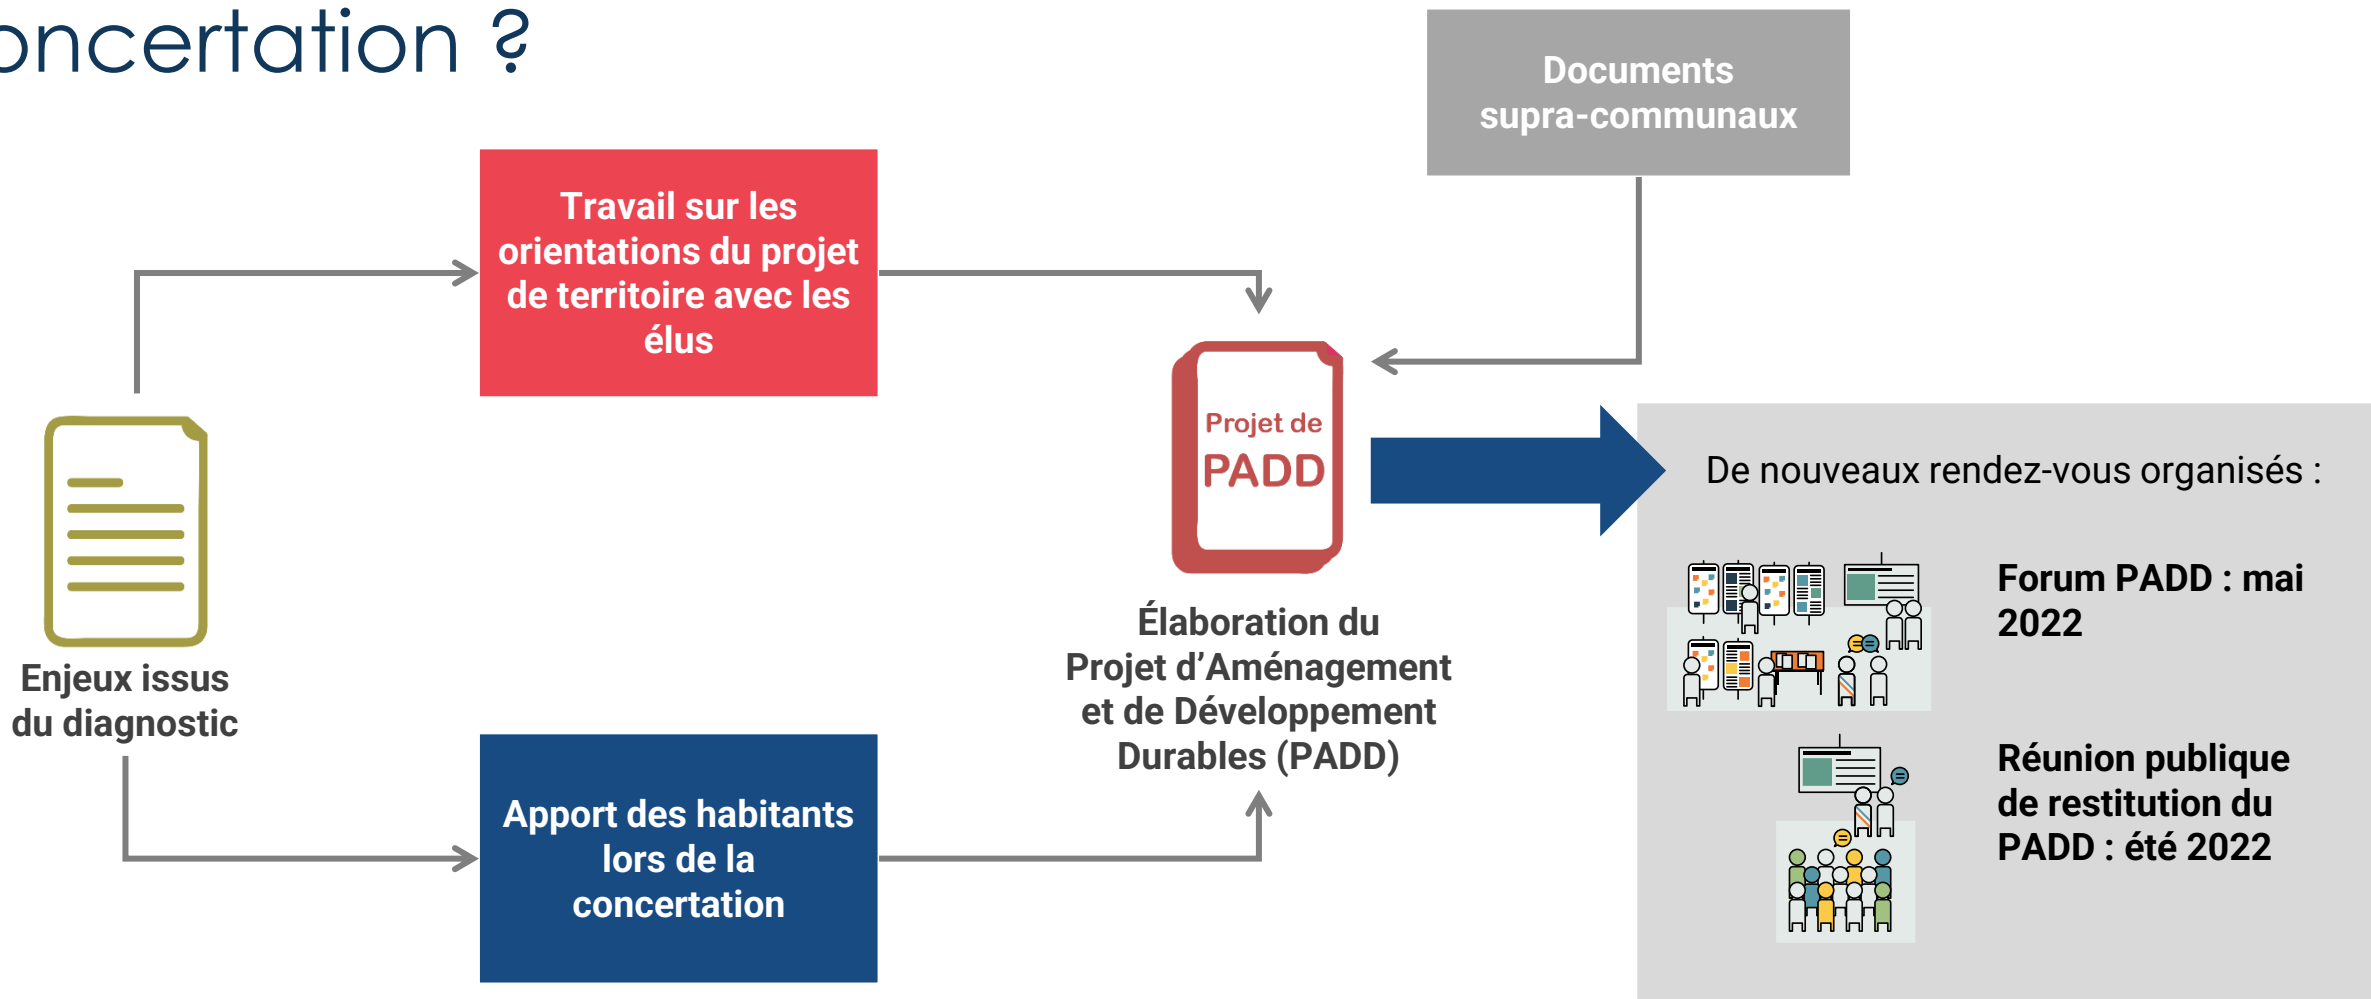 oncertation ?
Documents
supra-communaux
Travail sur les
orientations du projet
de territoire avec les
élus
Projet de
PADD
Enjeux issus
du diagnostic
Élaboration du
Projet d’Aménagement
et de Développement
Durables (PADD)
Apport des habitants
lors de la
concertation
De nouveaux rendez-vous organisés :
Forum PADD : mai
2022
Réunion publique
de restitution du
PADD : été 2022